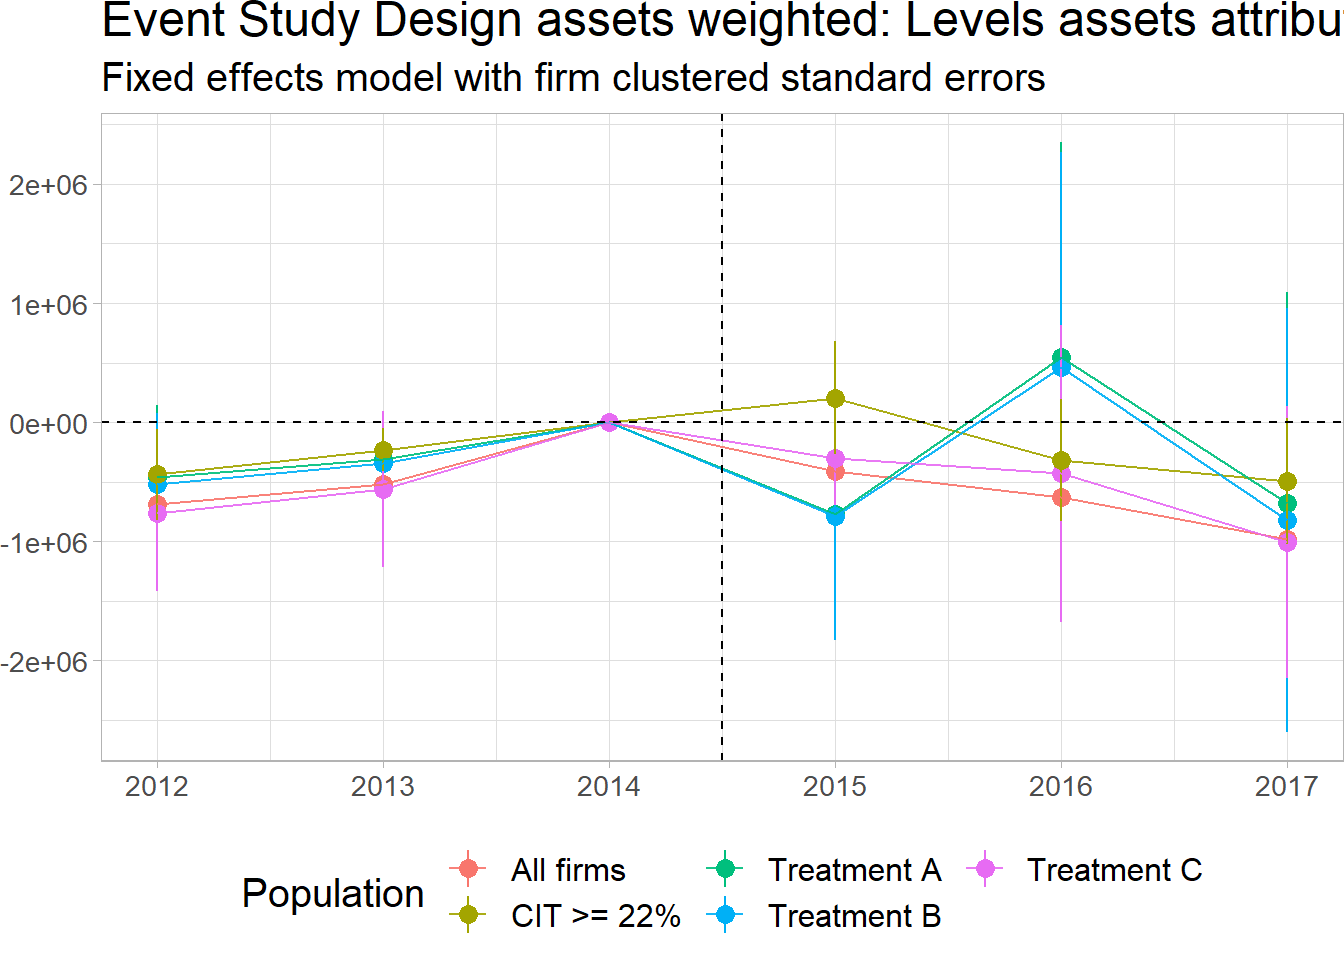 Event Study Design assets weighted: Levels assets attribu
Fixed effects model with firm clustered standard errors
2e+06
1e+06
0e+00
-1e+06
-2e+06
2012 2013 2014 2015 2016 2017
Population
All firms
CIT >= 22%
Treatment A
Treatment B
Treatment C